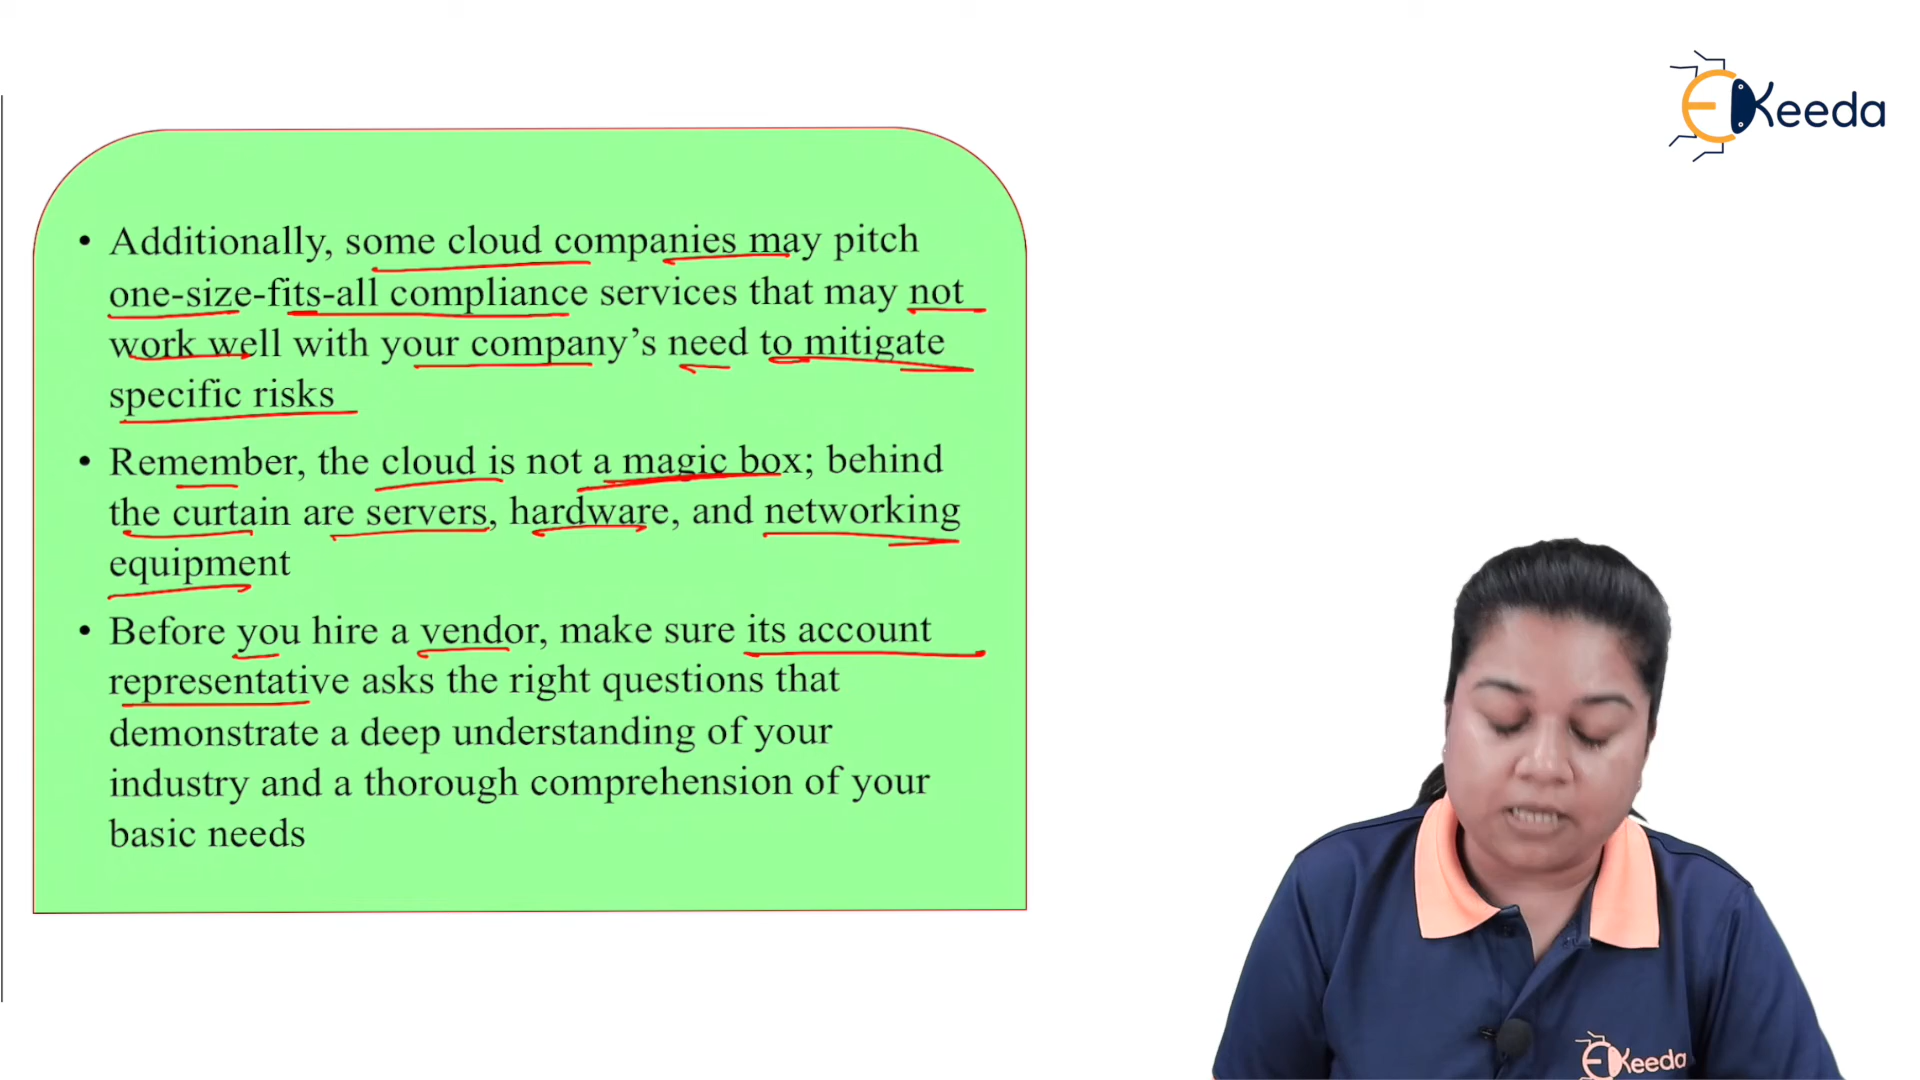 EKeeda
• Additionally, some cloud companies may pitch
one-size-fits-all compliance services that may not
work well with your company’s need to mitigate
specific risks
• Remember, the cloud is not a magic box; behind
the curtain are servers, hardware, and networking
equipment
• Before you hire a vendor, make sure its account
representative asks the right questions that
demonstrate a deep understanding of your
industry and a thorough comprehension of your
basic needs
EKeeda